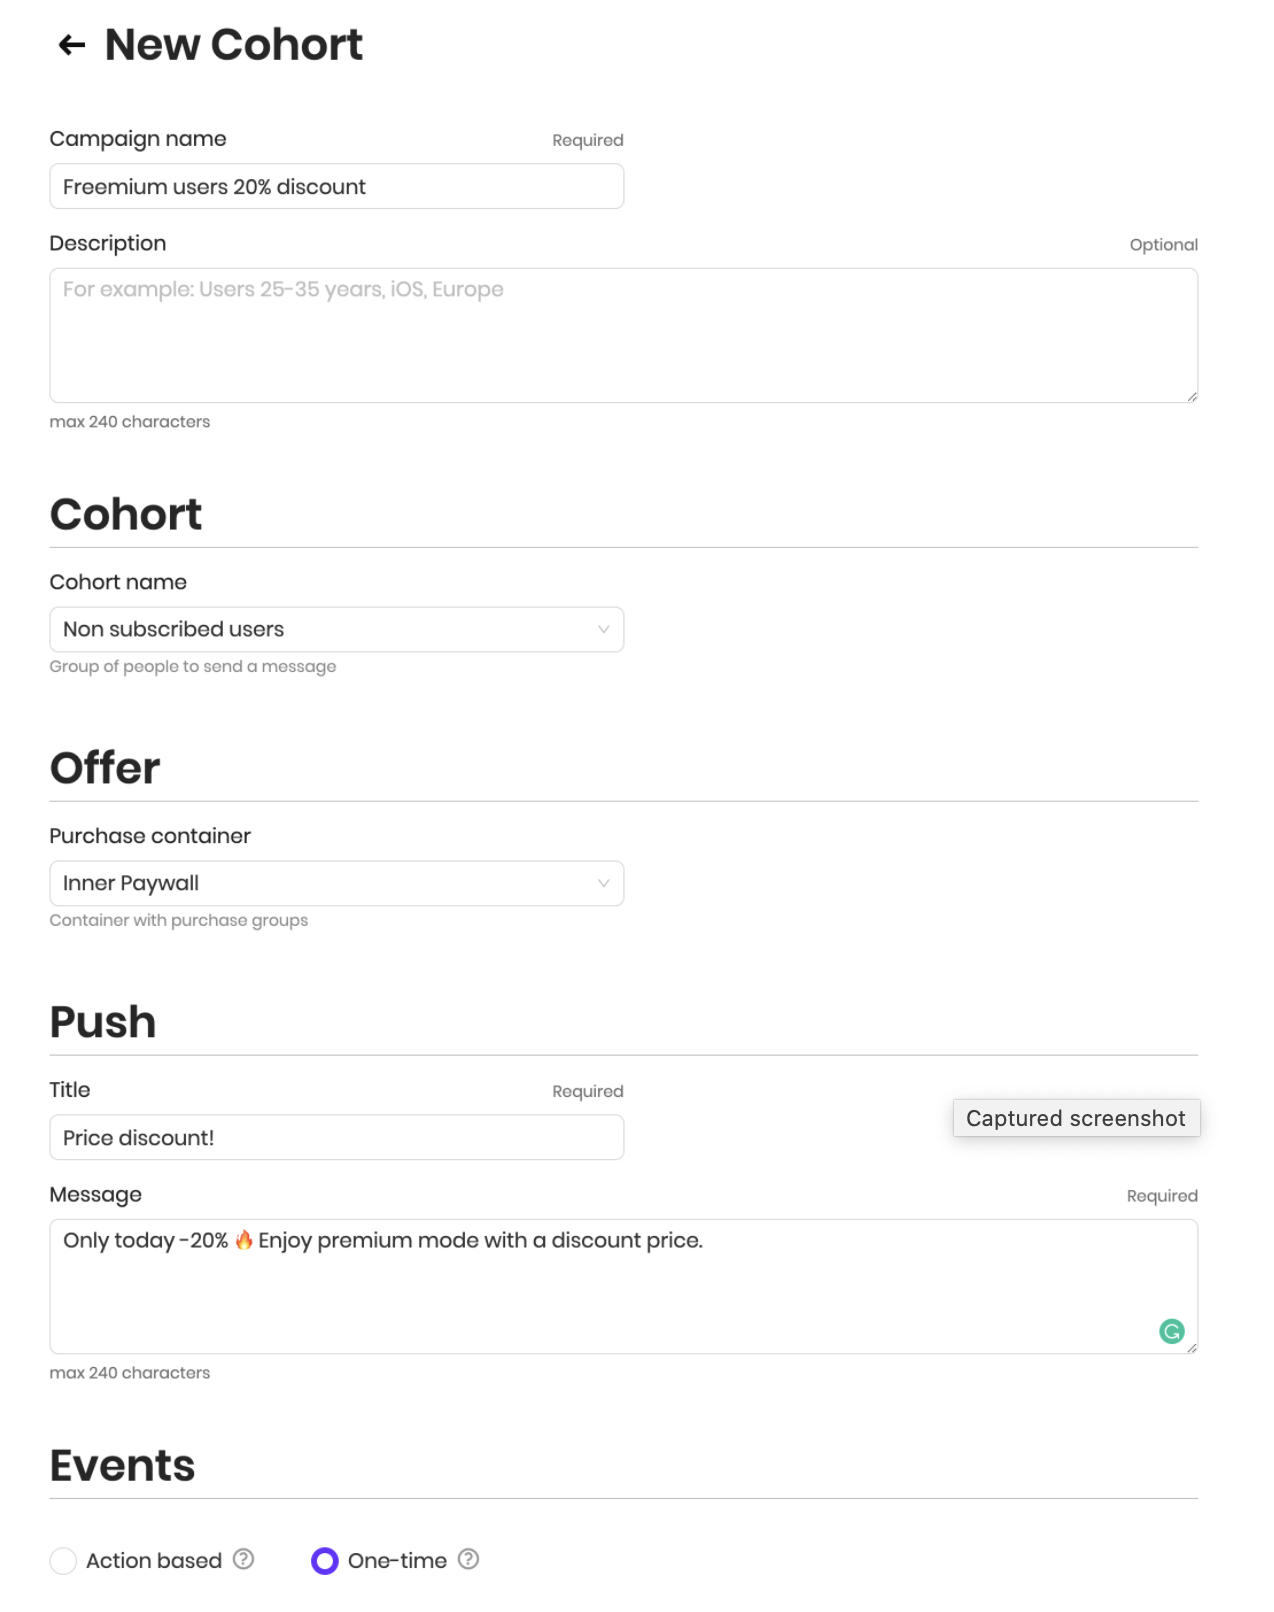 New Cohort
Campaign name Required
Freemium users 20% discount
Description Optional
For example: Users 25-35 years, iOS, Europe
max 240 characters
Cohort
Cohort name
Non subscribed users
Group of people to send a message
Offer
Purchase container
Inner Paywall
Container with purchase groups
Push
Title Required
Captured screenshot
Price discount!
Message Required
Only today -20% 🔥 Enjoy premium mode with a discount price.
max 240 characters
Events
Action based ? One-time ?